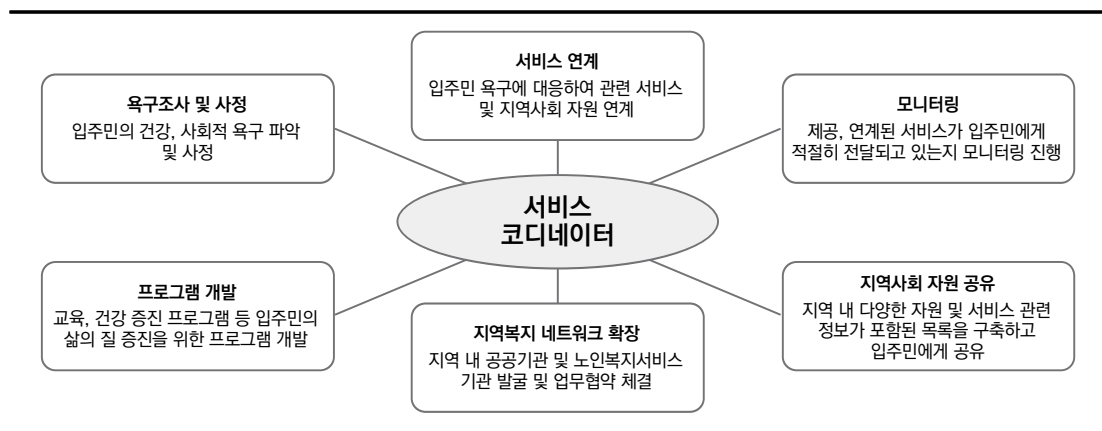 서비스 연계
입주민 욕구에 대응하여 관련 서비스
및 지역사회 자원 연계
욕구조사 및 사정
입주민의 건강, 사회적 욕구 파악
및 사정
모니터링
제공, 연계된 서비스가 입주민에게
적절히 전달되고 있는지 모니터링 진행
서비스
코디네이터
프로그램 개발
교육, 건강 증진 프로그램 등 입주민의
삶의 질 증진을 위한 프로그램 개발
지역복지 네트워크 확장
지역 내 공공기관 및 노인복지서비스
기관 발굴 및 업무협약 체결
지역사회 자원 공유
지역 내 다양한 자원 및 서비스 관련
정보가 포함된 목록을 구축하고
입주민에게 공유